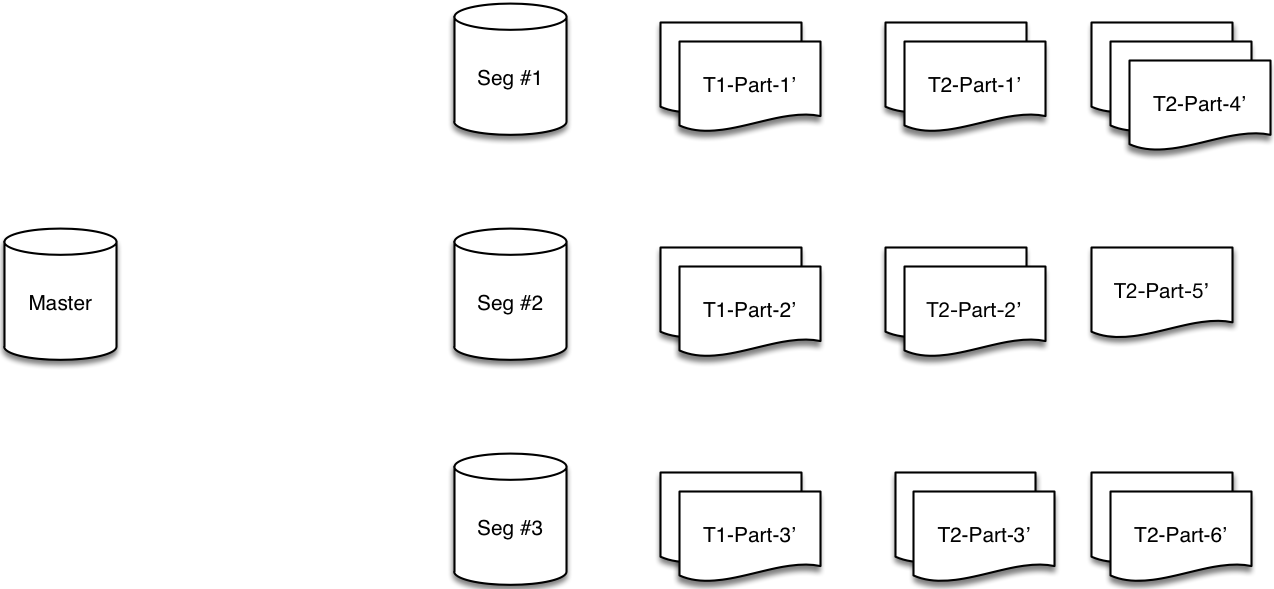 Seg #1
T1-Part-1’
T2-Part-1’
T2-Part-4’
Master
Seg #2
T1-Part-2’
T2-Part-2’
T2-Part-5’
Seg #3
T1-Part-3’
T2-Part-3’
T2-Part-6’